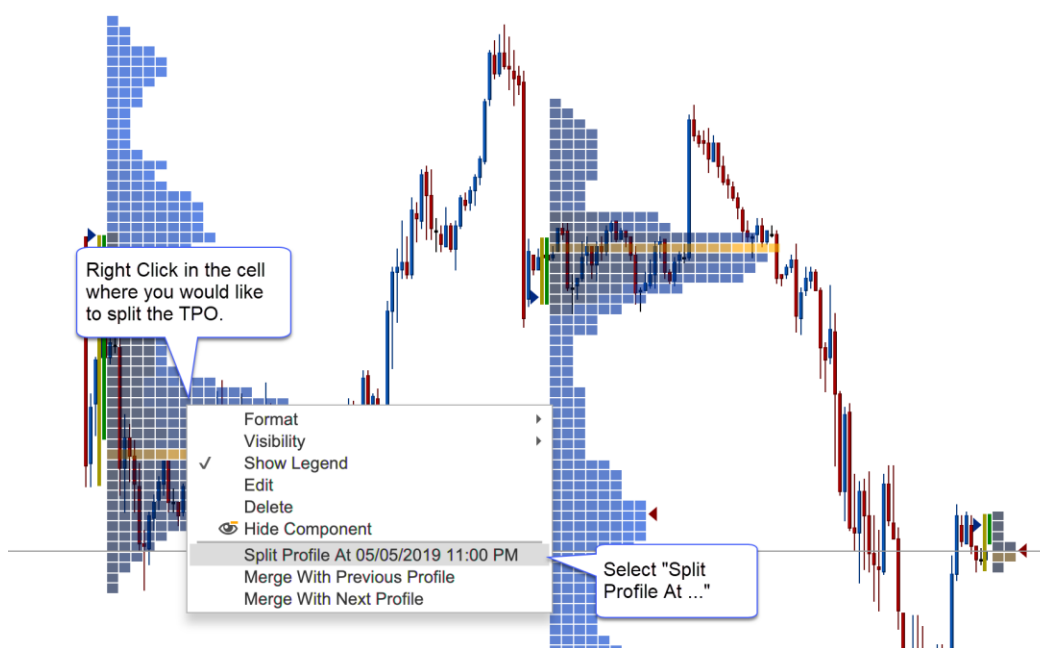 Right Click in the cell
where you would like
to split the TPO.
Format
Visibility
Show Legend
Edit
Delete
Hide Component
Split Profile At 05/05/2019 11:00 PM
Merge With Previous Profile
Merge With Next Profile
Select "Split
Profile At ..."